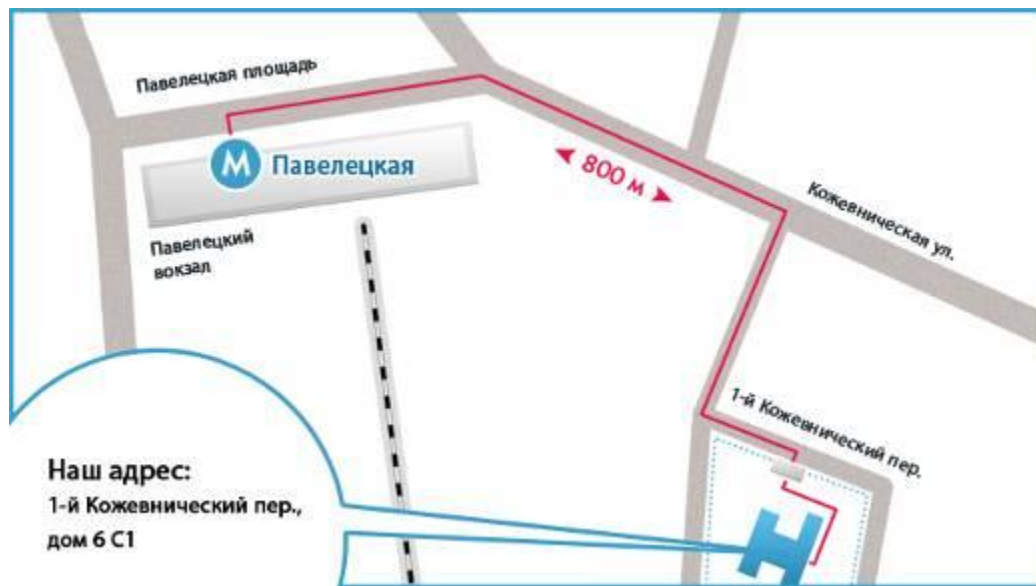 Павелецкая площадь
М Павелецкая
800 м
Павелецкий
вокзал
Кожевническая ул.
1-й Кожевнический пер.
Наш адрес:
1-й Кожевнический пер.,
дом 6 С1